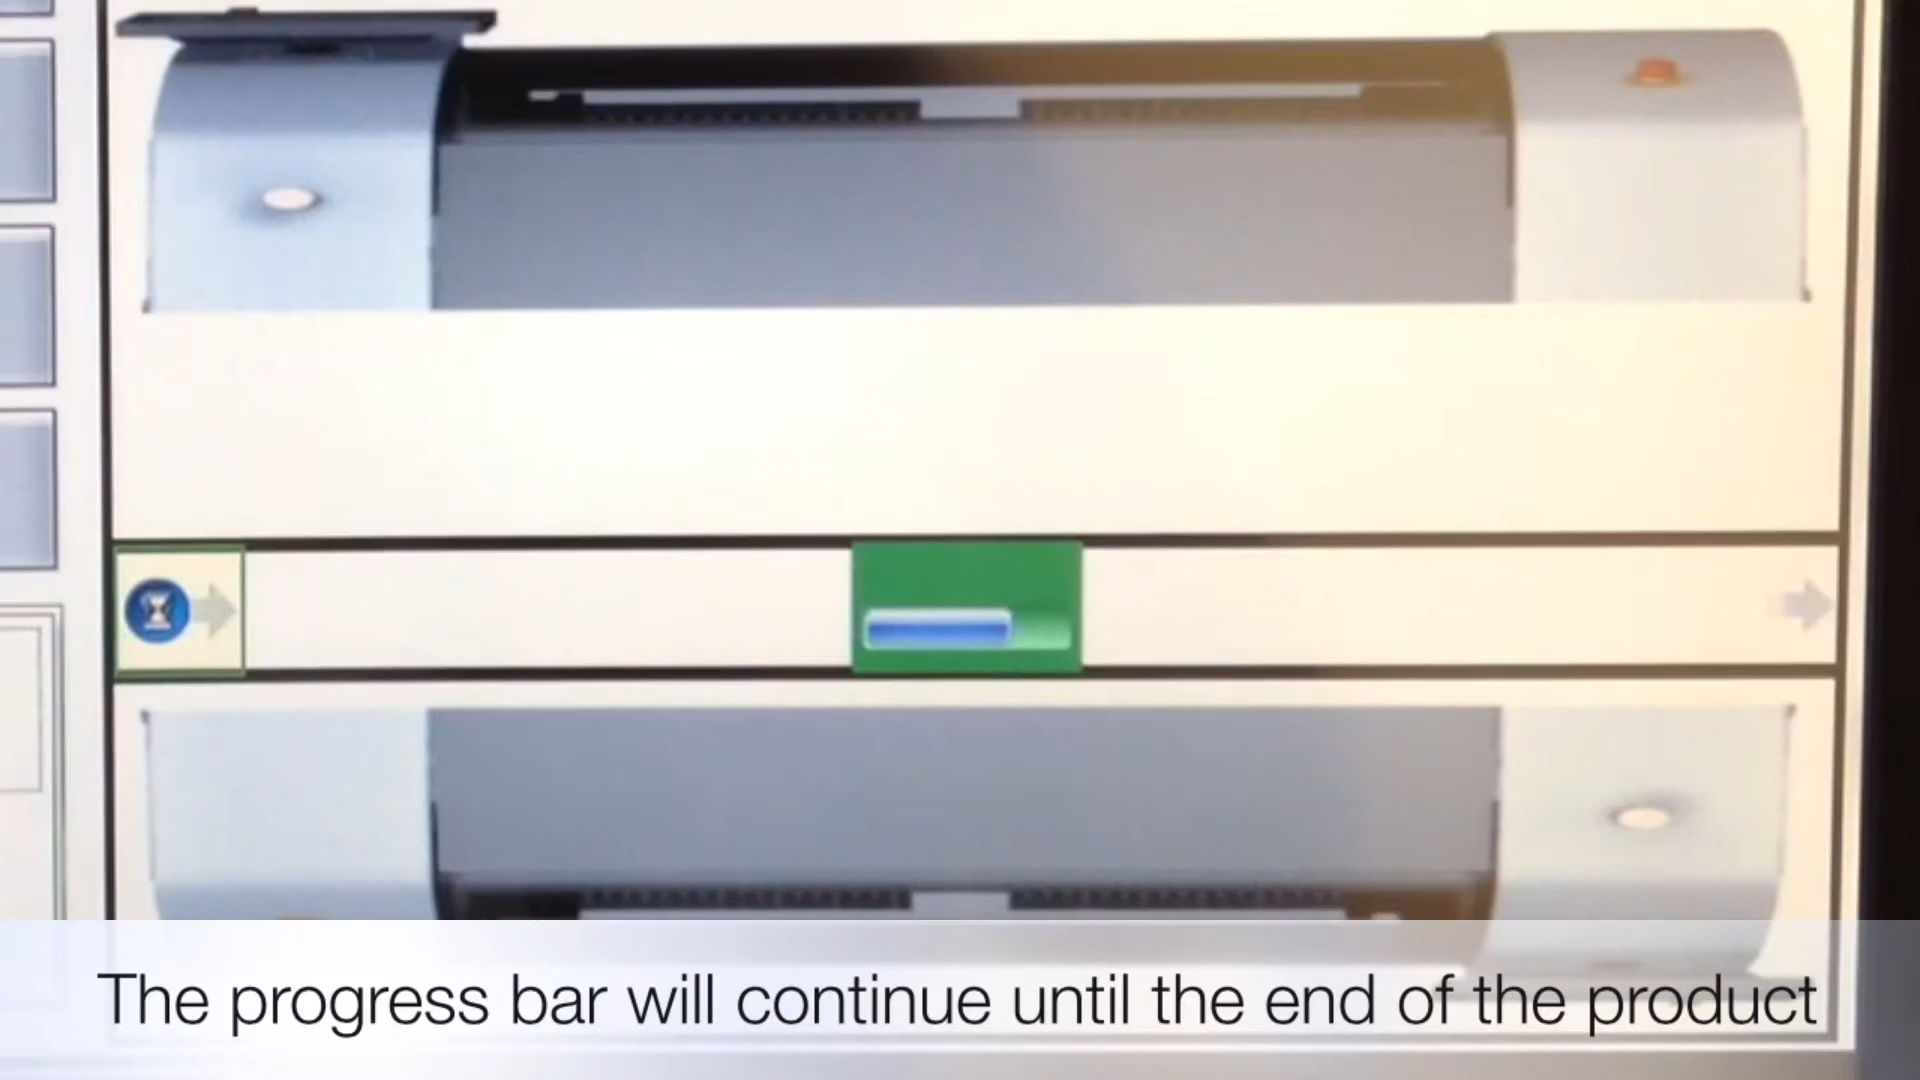 The progress bar will continue until the end of the product